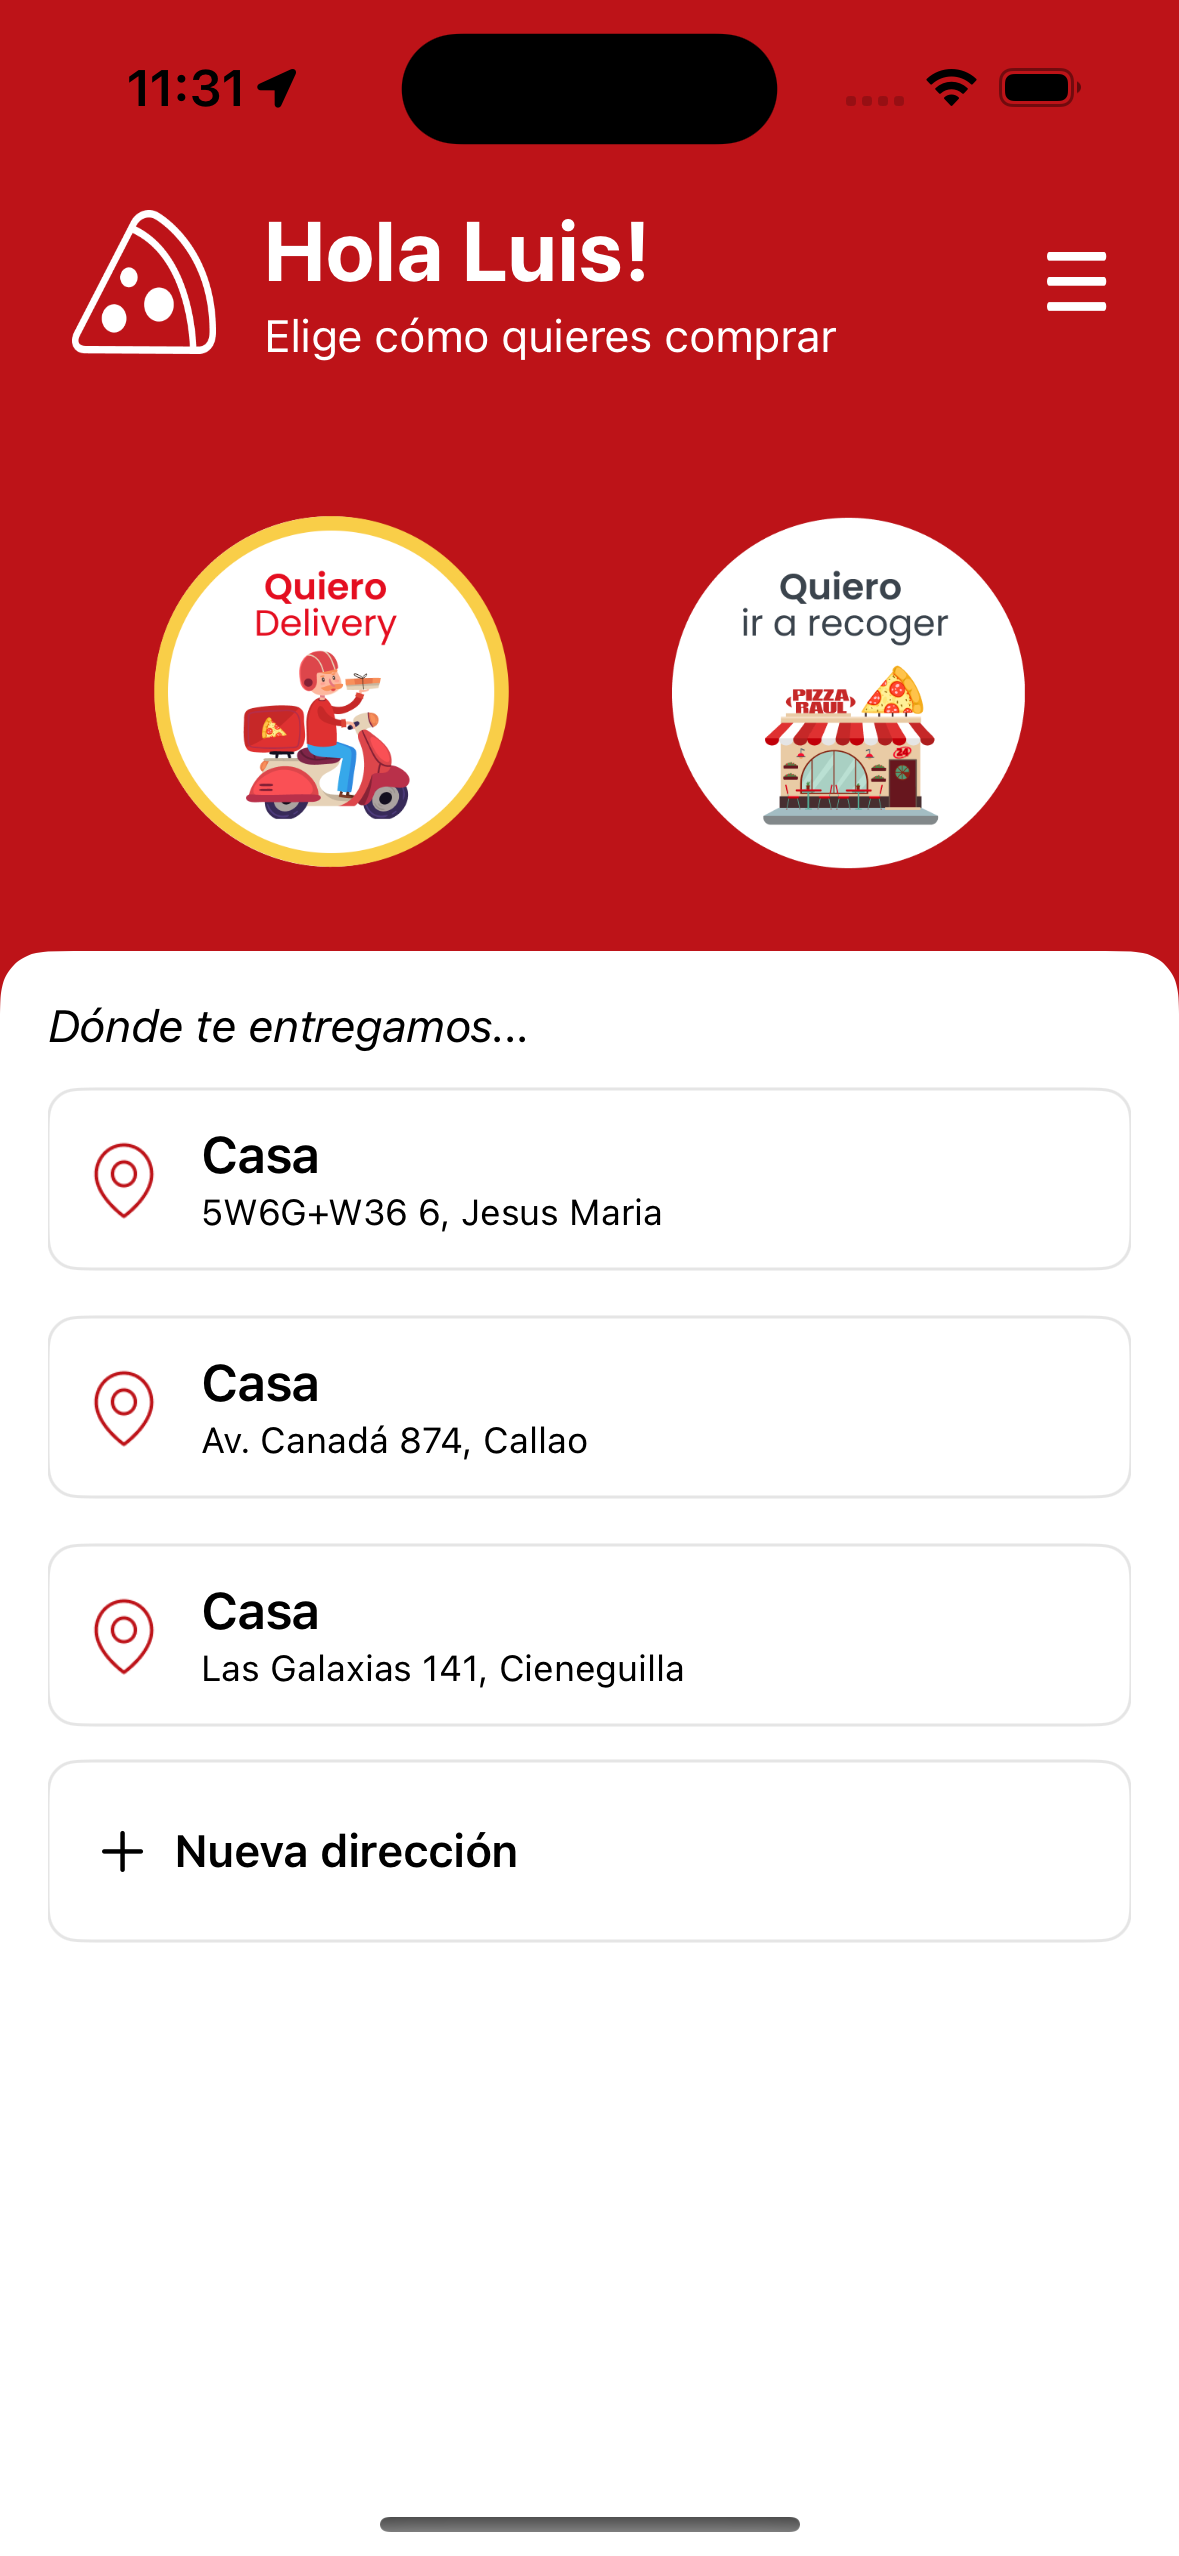 11:31
Hola Luis!
Elige cómo quieres comprar
Quiero
Delivery
Quiero
ir a recoger
PIZZA
RAUL
24
Dónde te entregamos...
Casa
5W6G+W36 6, Jesus Maria
Casa
Av. Canadá 874, Callao
Casa
Las Galaxias 141, Cieneguilla
Nueva dirección